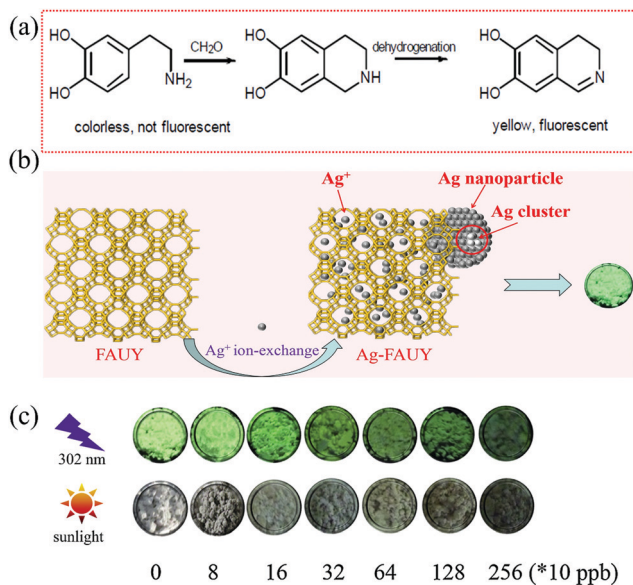 (a)
HO
HO
NH₂
CH₂O
HO
HO
NH
dehydrogenation
HO
HO
N
colorless, not fluorescent
yellow, fluorescent
(b)
Ag⁺
Ag nanoparticle
Ag cluster
FAUY
Ag⁺ ion-exchange
Ag-FAUY
(c)
302 nm
sunlight
0 8 16 32 64 128 256 (*10 ppb)